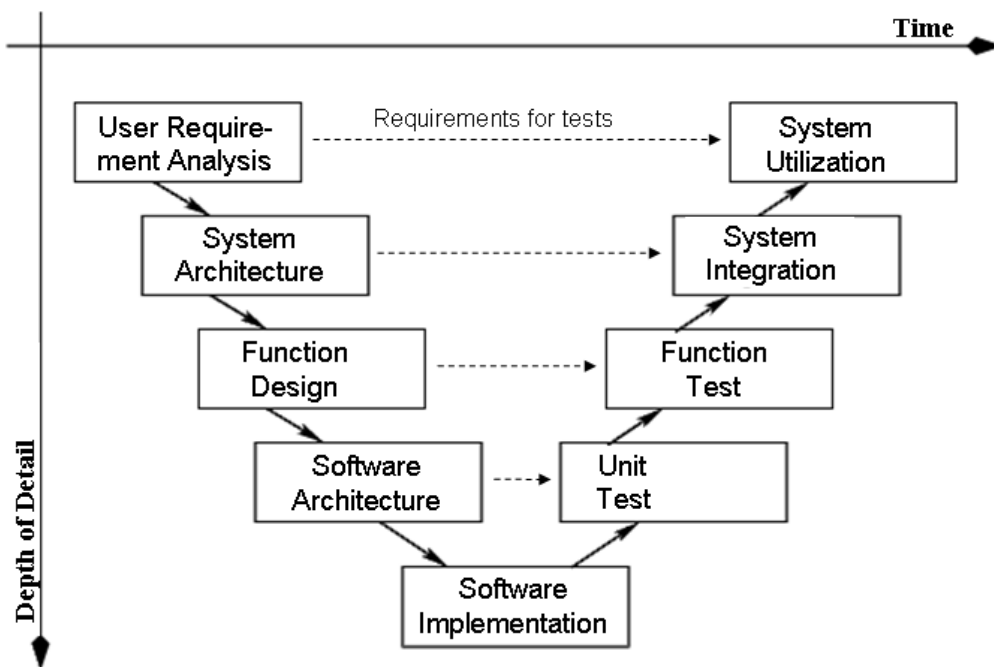 Time
User Require-
ment Analysis
Requirements for tests
System
Utilization
System
Architecture
System
Integration
Function
Design
Function
Test
Software
Architecture
Unit
Test
Software
Implementation
Depth of Detail